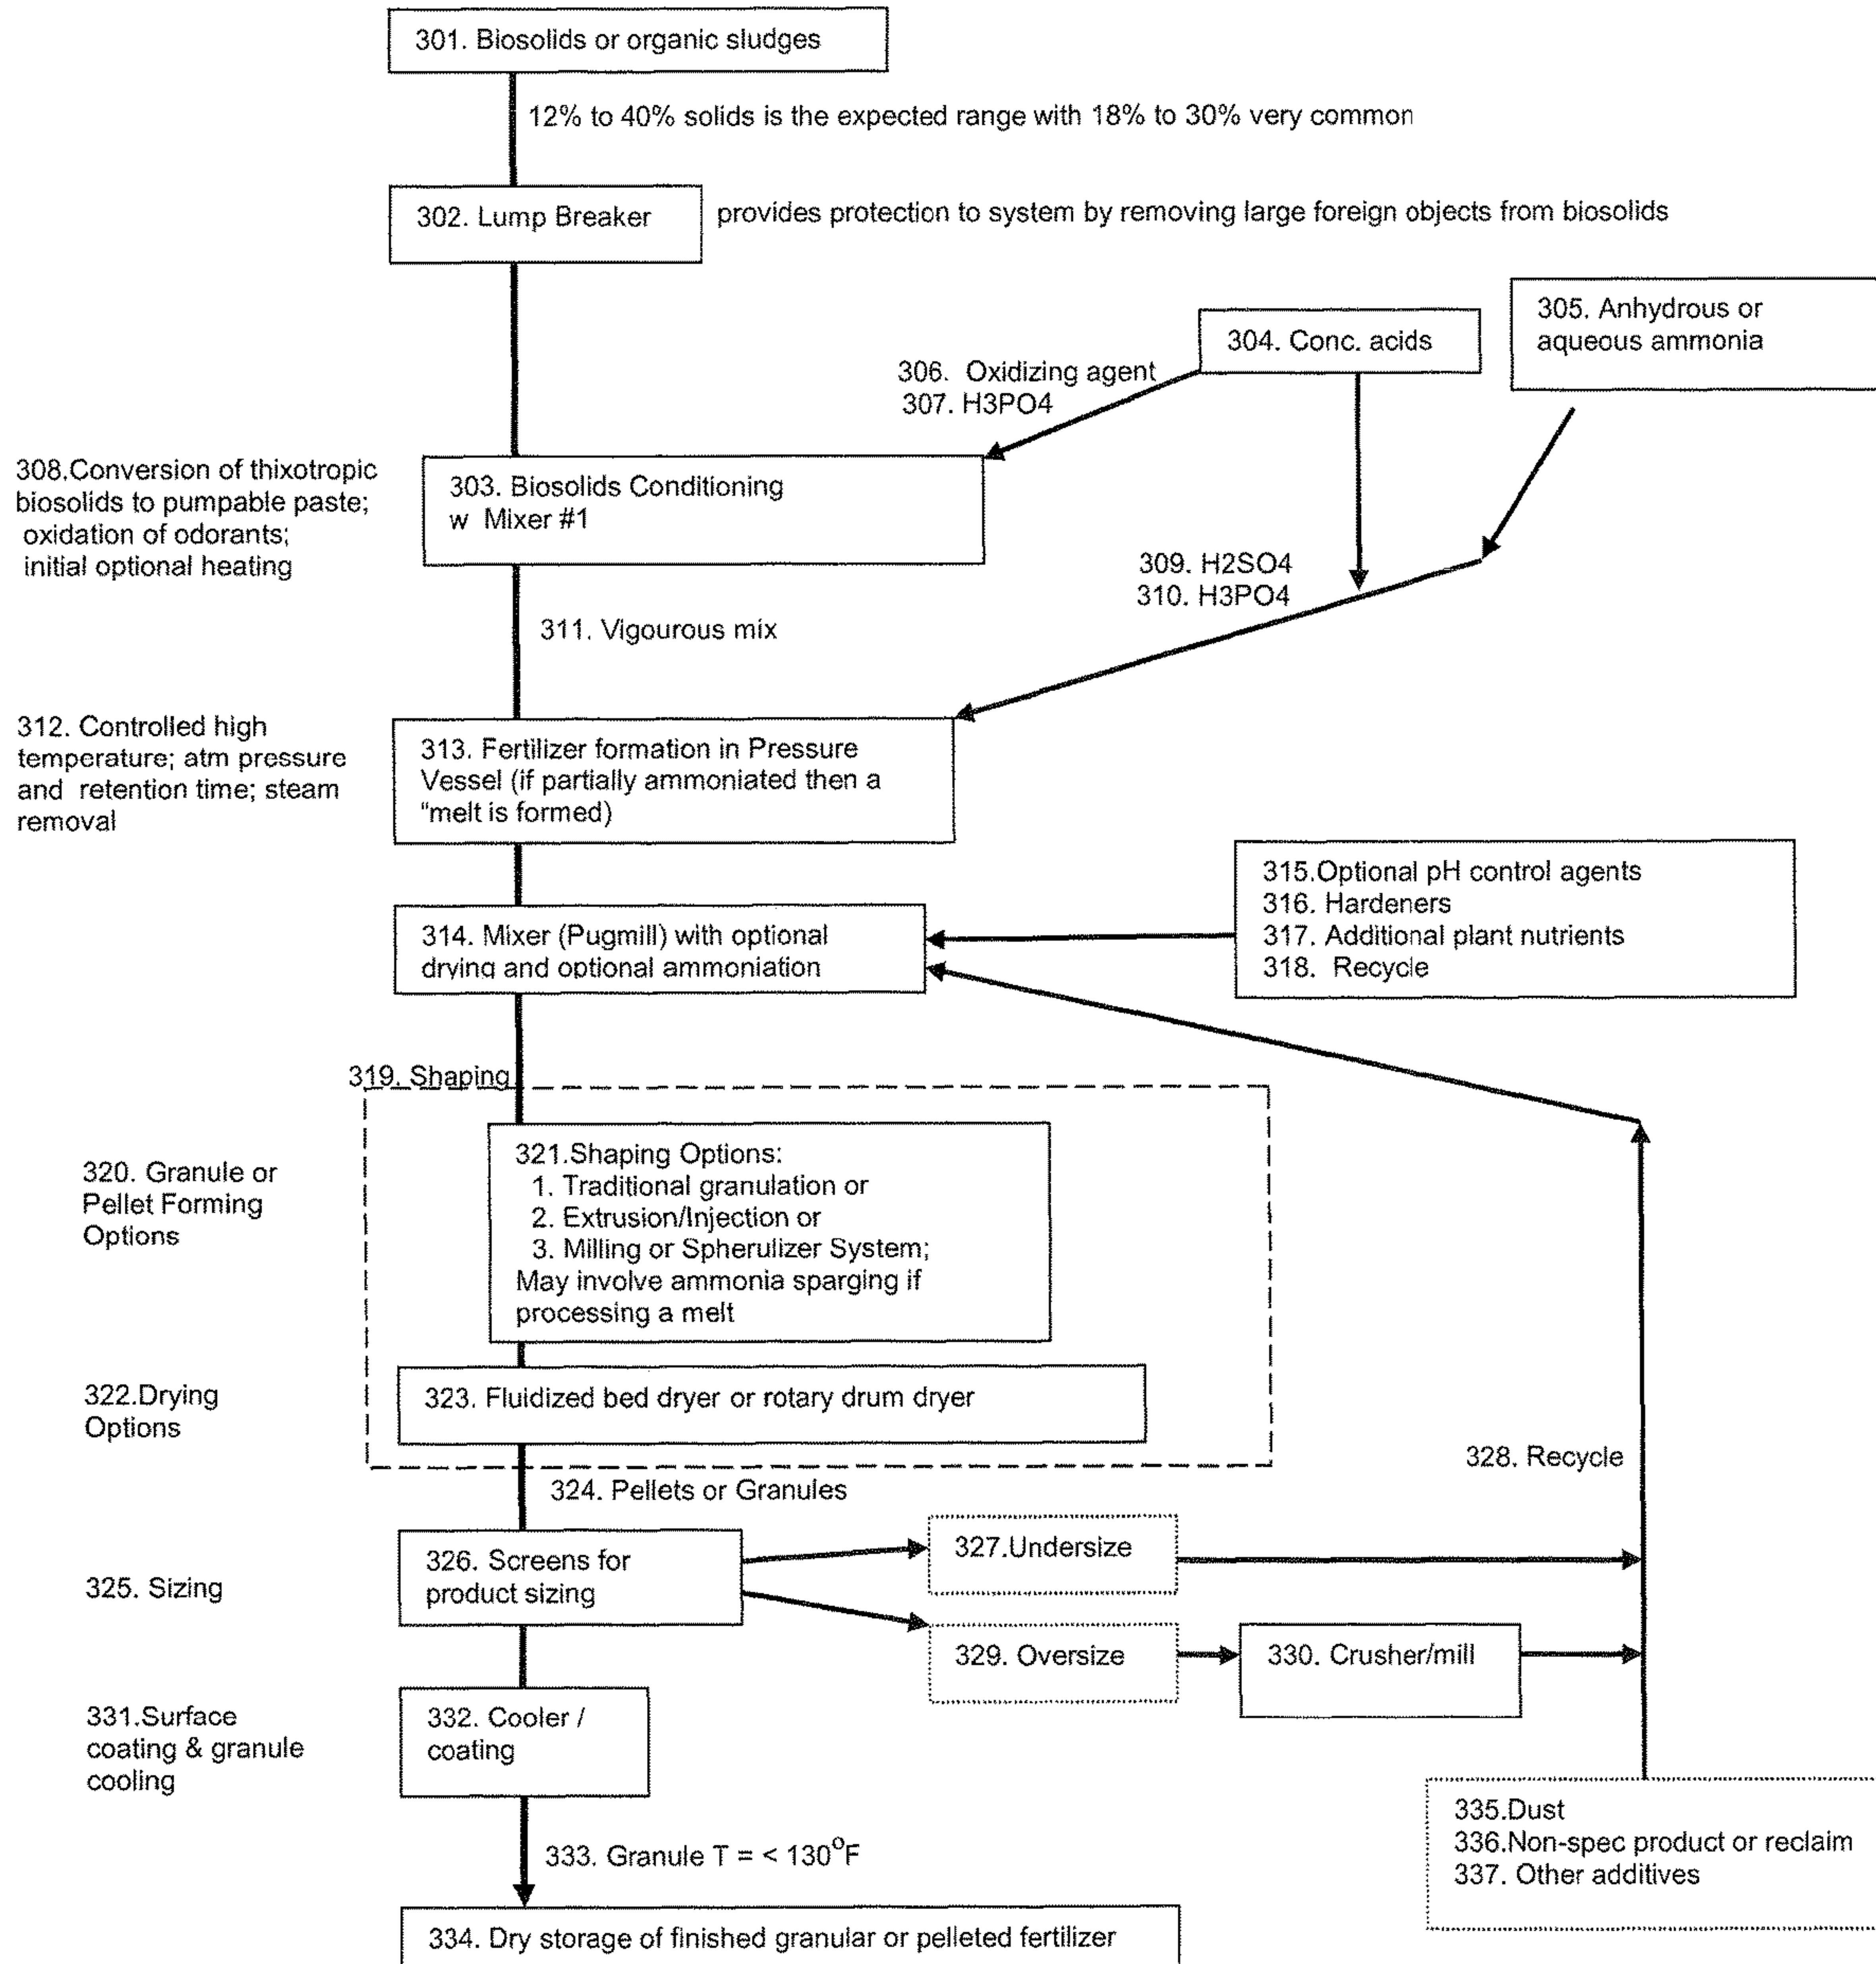 301. Biosolids or organic sludges
12% to 40% solids is the expected range with 18% to 30% very common
302. Lump Breaker
provides protection to system by removing large foreign objects from biosolids
304. Conc. acids
305. Anhydrous or
aqueous ammonia
306. Oxidizing agent
307. H3PO4
308.Conversion of thixotropic
biosolids to pumpable paste;
oxidation of odorants;
initial optional heating
303. Biosolids Conditioning
w Mixer #1
309. H2SO4
310. H3PO4
311. Vigourous mix
312. Controlled high
temperature; atm pressure
and retention time; steam
removal
313. Fertilizer formation in Pressure
Vessel (if partially ammoniated then a
“melt is formed)
314. Mixer (Pugmill) with optional
drying and optional ammoniation
315.Optional pH control agents
316. Hardeners
317. Additional plant nutrients
318. Recycle
319. Shaping
320. Granule or
Pellet Forming
Options
321.Shaping Options:
1. Traditional granulation or
2. Extrusion/Injection or
3. Milling or Spherulizer System;
May involve ammonia sparging if
processing a melt
322.Drying
Options
323. Fluidized bed dryer or rotary drum dryer
324. Pellets or Granules
328. Recycle
325. Sizing
326. Screens for
product sizing
327.Undersize
329. Oversize
330. Crusher/mill
331.Surface
coating & granule
cooling
332. Cooler /
coating
333. Granule T = < 130°F
335.Dust
336.Non-spec product or reclaim
337. Other additives
334. Dry storage of finished granular or pelleted fertilizer